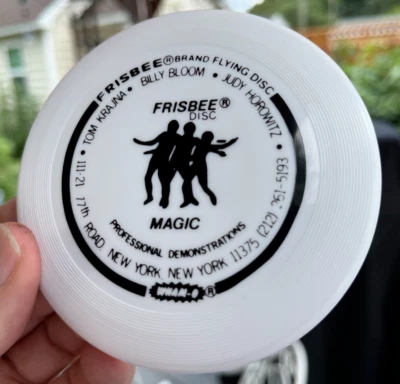 FRISBEE® BRAND FLYING DISC
• TOM KRAJNA • BILLY BLOOM • JUDY HOROWITZ •
FRISBEE®
DISC
MAGIC
PROFESSIONAL DEMONSTRATIONS
111-21 77th ROAD, NEW YORK, NEW YORK 11375 (212) 261-5193
WHAM-O®